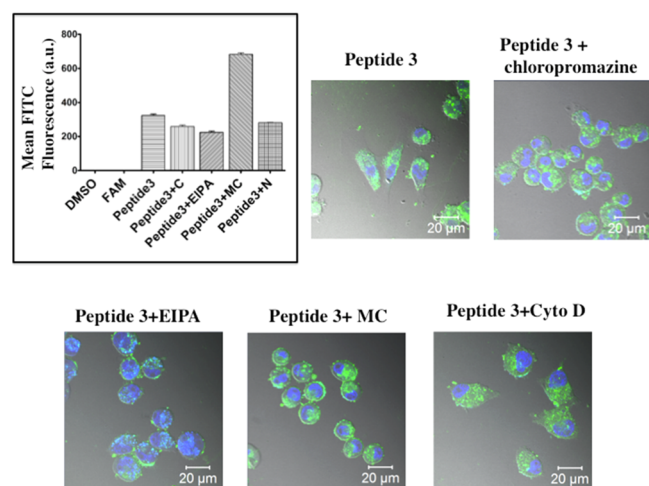 800
600
400
200
0
Mean FITC
Fluorescence (a.u.)
DMSO
FAM
Peptide3
Peptide3+C
Peptide3+EIPA
Peptide3+MC
Peptide3+N
Peptide 3
20 µm
Peptide 3 +
chloropromazine
20 µm
Peptide 3+EIPA
20 µm
Peptide 3+ MC
20 µm
Peptide 3+Cyto D
20 µm